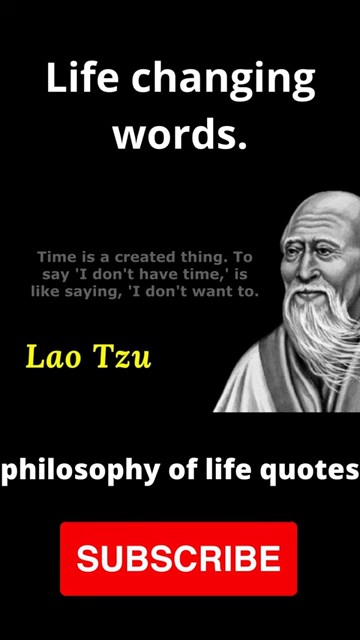 Life changing
words.
Time is a created thing. To
say 'I don't have time,' is
like saying, 'I don't want to.
Lao Tzu
philosophy of life quotes
SUBSCRIBE